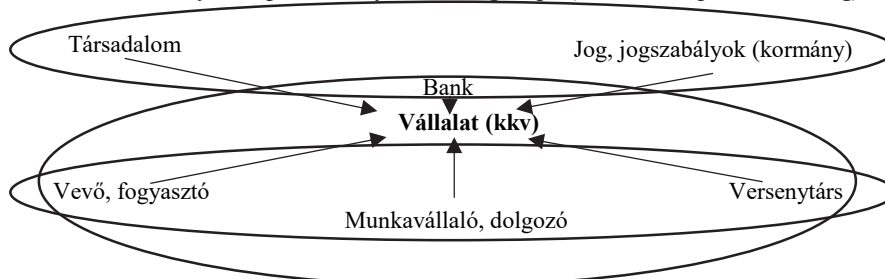 Társadalom
Jog, jogszabályok (kormány)
Bank
Vállalat (kkv)
Vevő, fogyasztó
Versenytárs
Munkavállaló, dolgozó